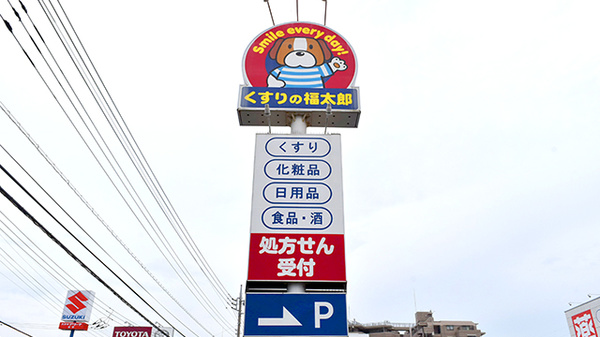 Smile every day!
くすりの福太郎
くすり
化粧品
日用品
食品・酒
処方せん
受付
P
SUZUKI
TOYOTA
薬